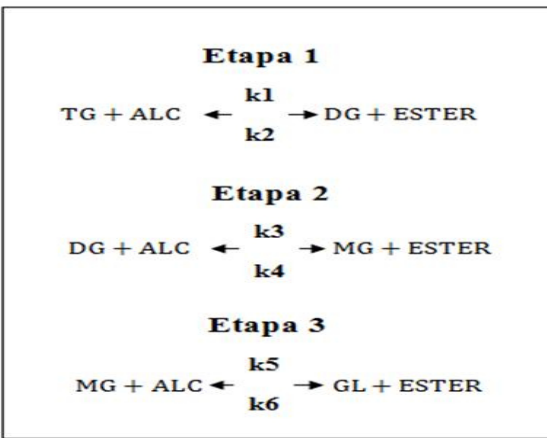 Etapa 1
k1
TG + ALC ← → DG + ESTER
k2
Etapa 2
k3
DG + ALC ← → MG + ESTER
k4
Etapa 3
k5
MG + ALC ← → GL + ESTER
k6